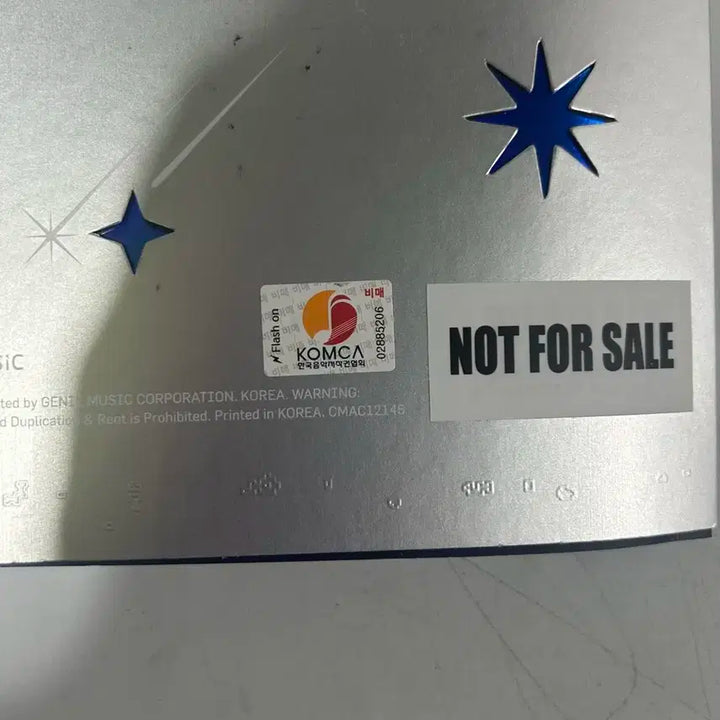 비매
Flash on
KOMCA
한국음악저작권협회
02885206
NOT FOR SALE
MUSIC CORPORATION. KOREA. WARNING:
& Rent is Prohibited. Printed in KOREA. CMAC12145